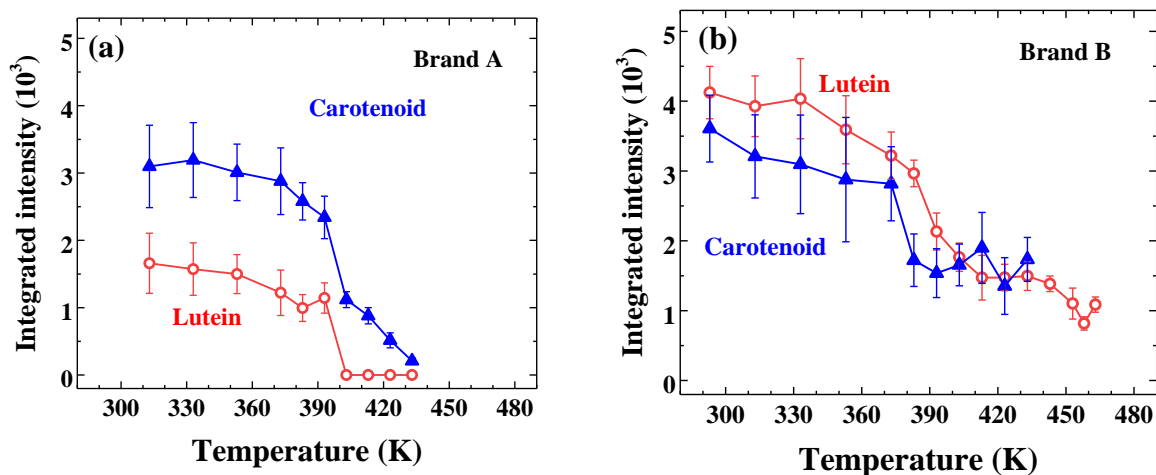 (a)
Brand A
Carotenoid
Lutein
5
4
3
2
1
0
Integrated intensity (10³)
300 330 360 390 420 450 480
Temperature (K)
(b)
Brand B
Lutein
Carotenoid
5
4
3
2
1
0
Integrated intensity (10³)
300 330 360 390 420 450 480
Temperature (K)